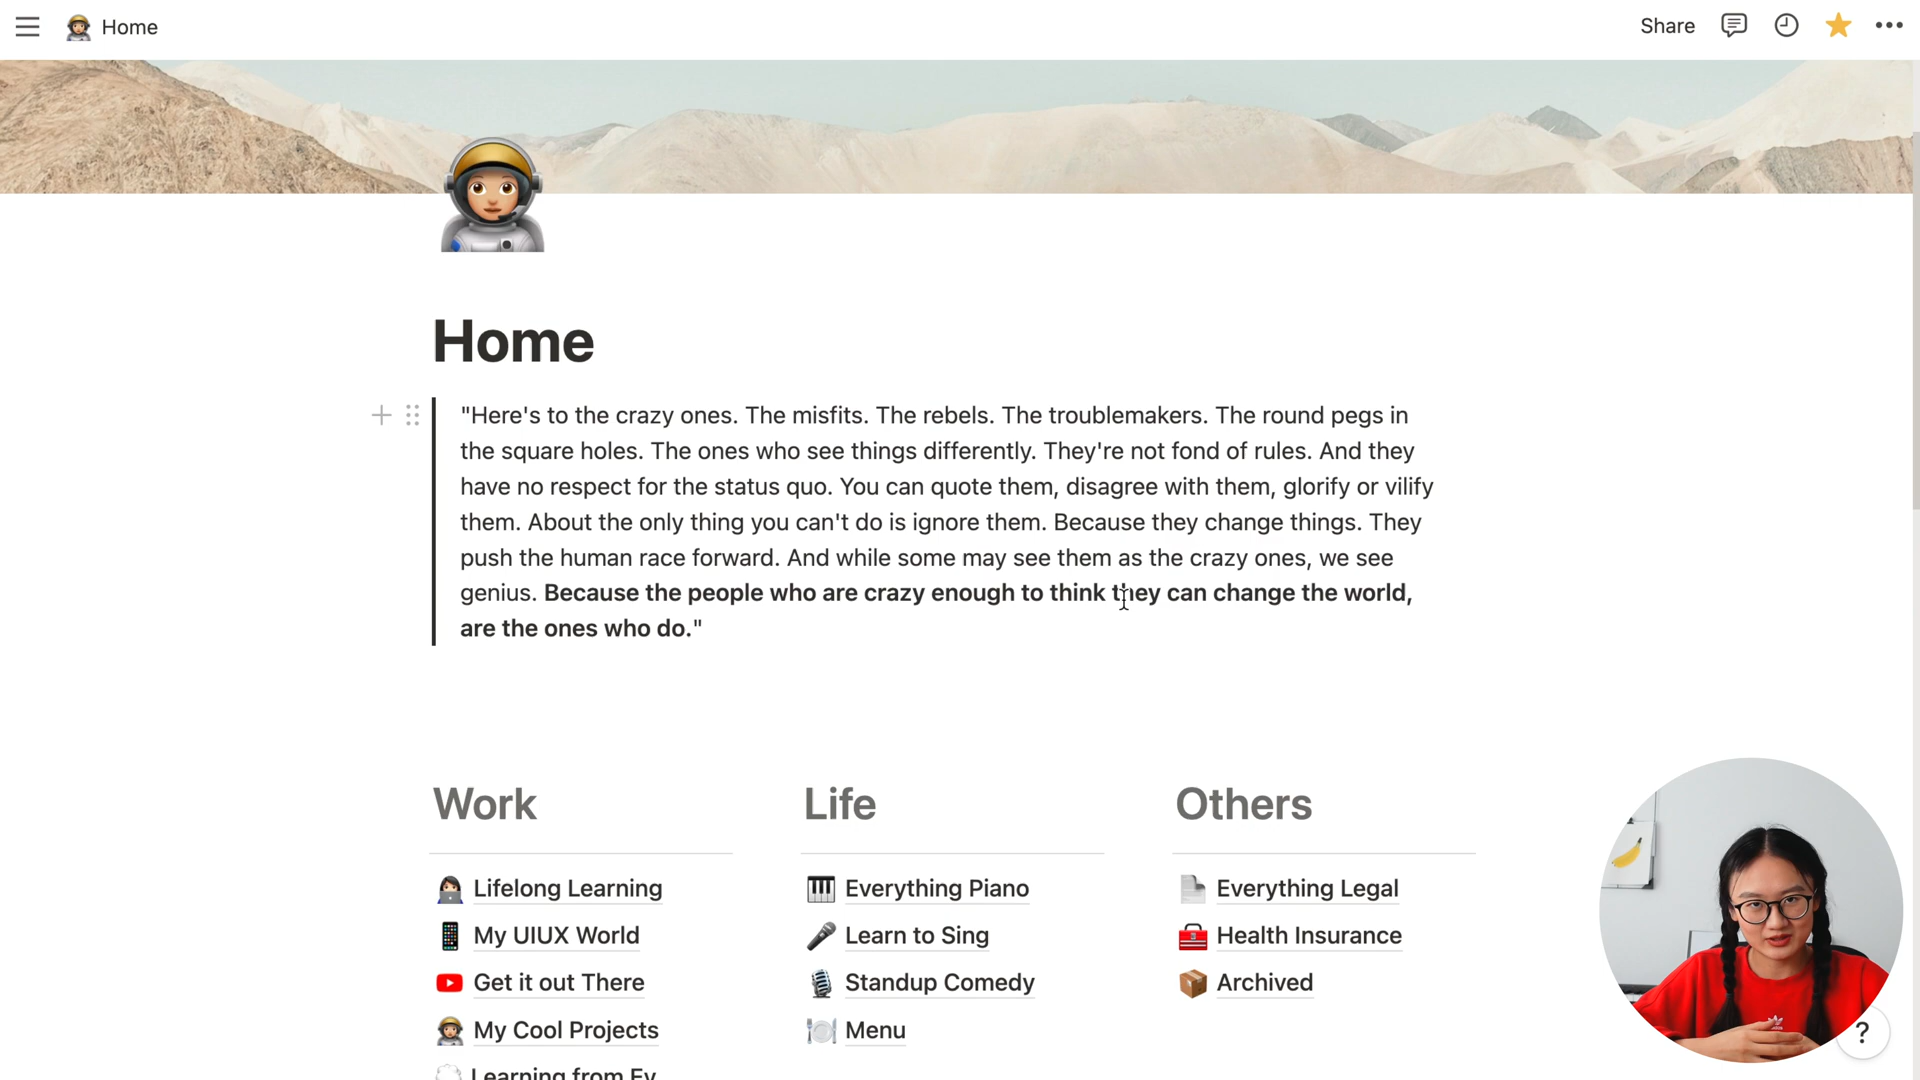 Home
Share
Home
"Here's to the crazy ones. The misfits. The rebels. The troublemakers. The round pegs in
the square holes. The ones who see things differently. They're not fond of rules. And they
have no respect for the status quo. You can quote them, disagree with them, glorify or vilify
them. About the only thing you can't do is ignore them. Because they change things. They
push the human race forward. And while some may see them as the crazy ones, we see
genius. Because the people who are crazy enough to think they can change the world,
are the ones who do."
Work
Life
Others
Lifelong Learning
Everything Piano
Everything Legal
My UIUX World
Learn to Sing
Health Insurance
Get it out There
Standup Comedy
Archived
My Cool Projects
Menu
?
Learning from